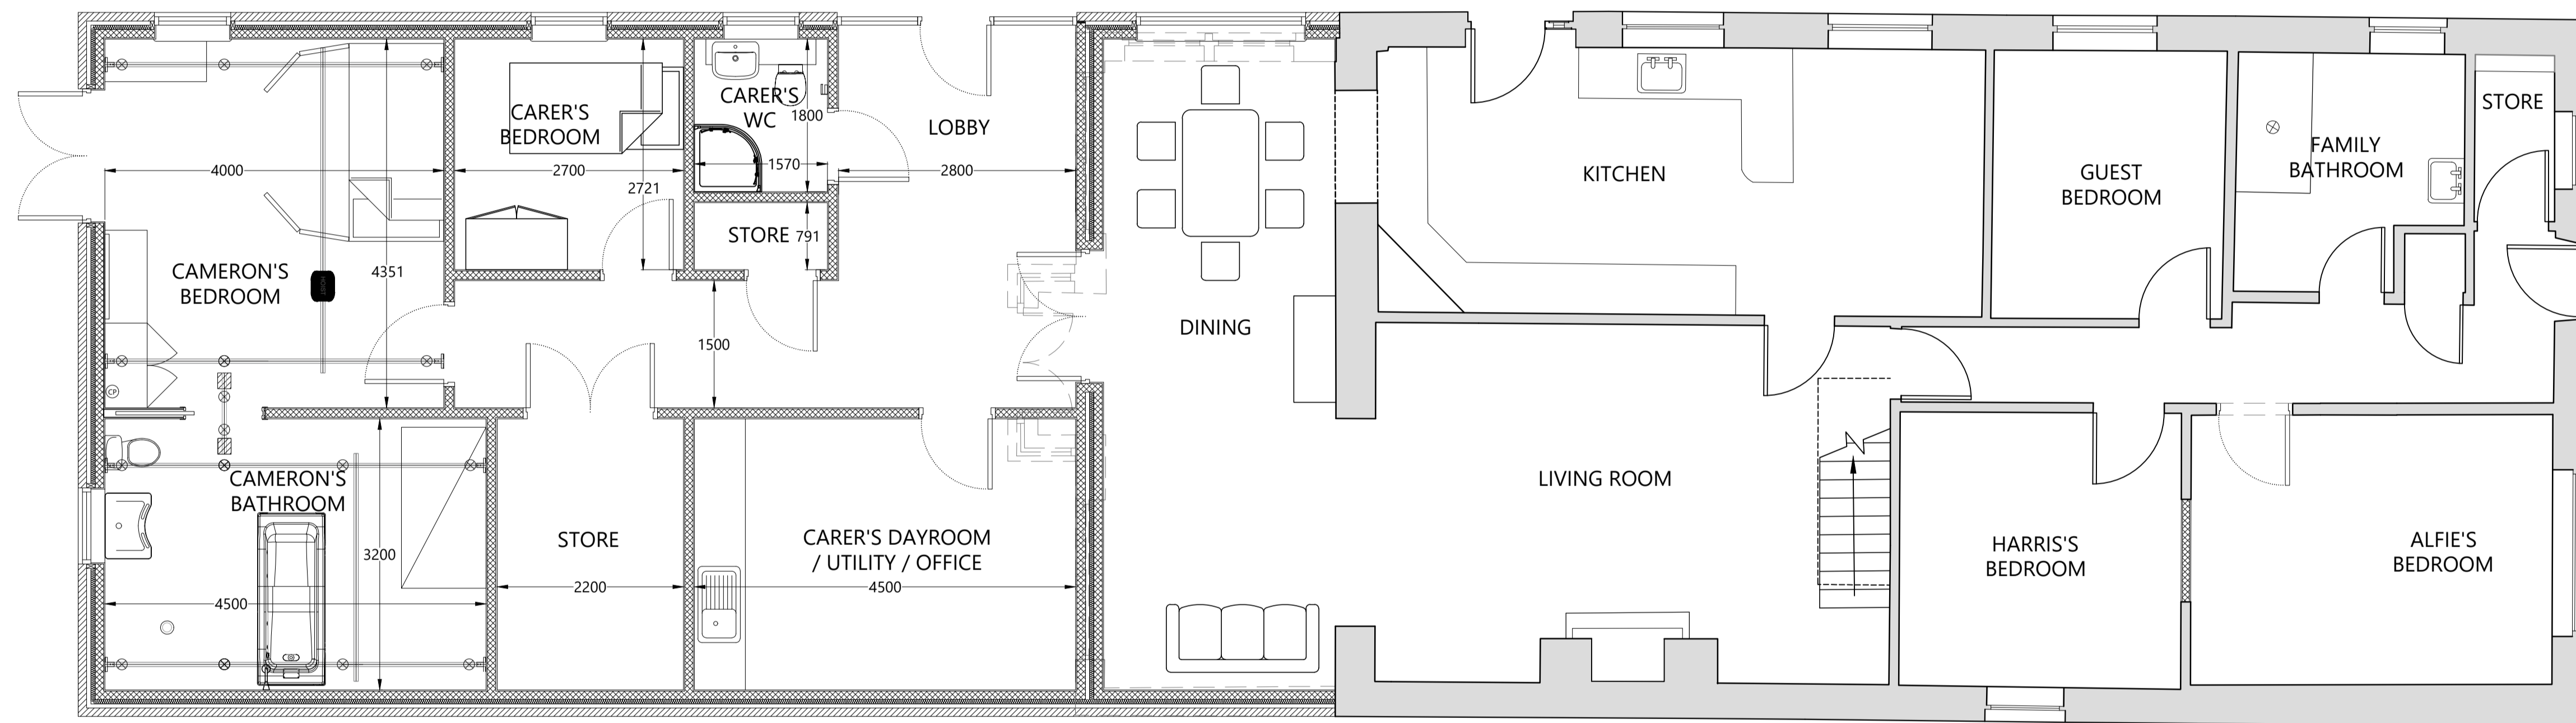 CAMERON'S
BEDROOM
4000
4351
CP
HOIST
CARER'S
BEDROOM
2700
2721
CARER'S
WC
1800
1570
STORE
791
LOBBY
2800
1500
CAMERON'S
BATHROOM
3200
4500
STORE
2200
CARER'S DAYROOM
/ UTILITY / OFFICE
4500
DINING
KITCHEN
LIVING ROOM
GUEST
BEDROOM
FAMILY
BATHROOM
STORE
HARRIS'S
BEDROOM
ALFIE'S
BEDROOM